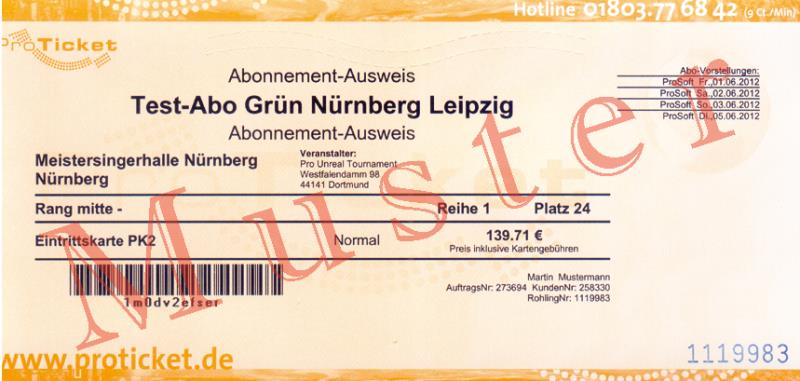 Hotline 01803.77 68 42 (9 Ct./Min)
ProTicket
Abonnement-Ausweis
Test-Abo Grün Nürnberg Leipzig
Abonnement-Ausweis
Abo-Vorstellungen:
ProSoft Fr.,01.06.2012
ProSoft Sa.,02.06.2012
ProSoft So.,03.06.2012
ProSoft Di.,05.06.2012
Meistersingerhalle Nürnberg
Nürnberg
Veranstalter:
Pro Unreal Tournament
Westfalendamm 98
44141 Dortmund
Rang mitte - Reihe 1 Platz 24
Eintrittskarte PK2 Normal 139.71 €
Preis inklusive Kartengebühren
1m0dv2efser
Martin Mustermann
AuftragsNr: 273694 KundenNr: 258330
RohlingNr: 1119983
Muster
www.proticket.de
1119983